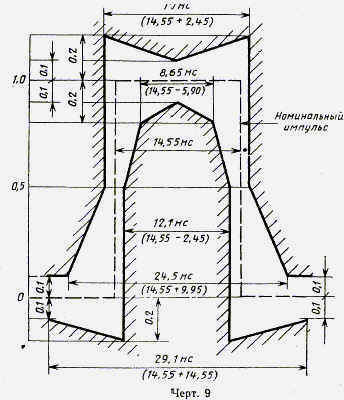 (14,55 + 2,45)
0,1
0,2
1,0
8,65 мс
(14,55 – 5,90)
0,1
0,2
Номинальный
импульс
14,55 мс
0,5
12,1 мс
(14,55 – 2,45)
24,5 мс
(14,55 + 9,95)
0,1
0
0,1
0,2
0,1
0,1
29,1 мс
(14,55 + 14,55)
Черт. 9